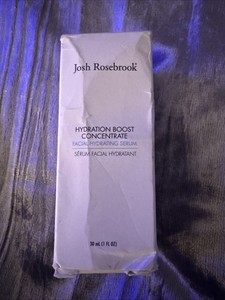 Josh Rosebrook
HYDRATION BOOST
CONCENTRATE
FACIAL HYDRATING SERUM
SÉRUM FACIAL HYDRATANT
30 ml (1 FL OZ)